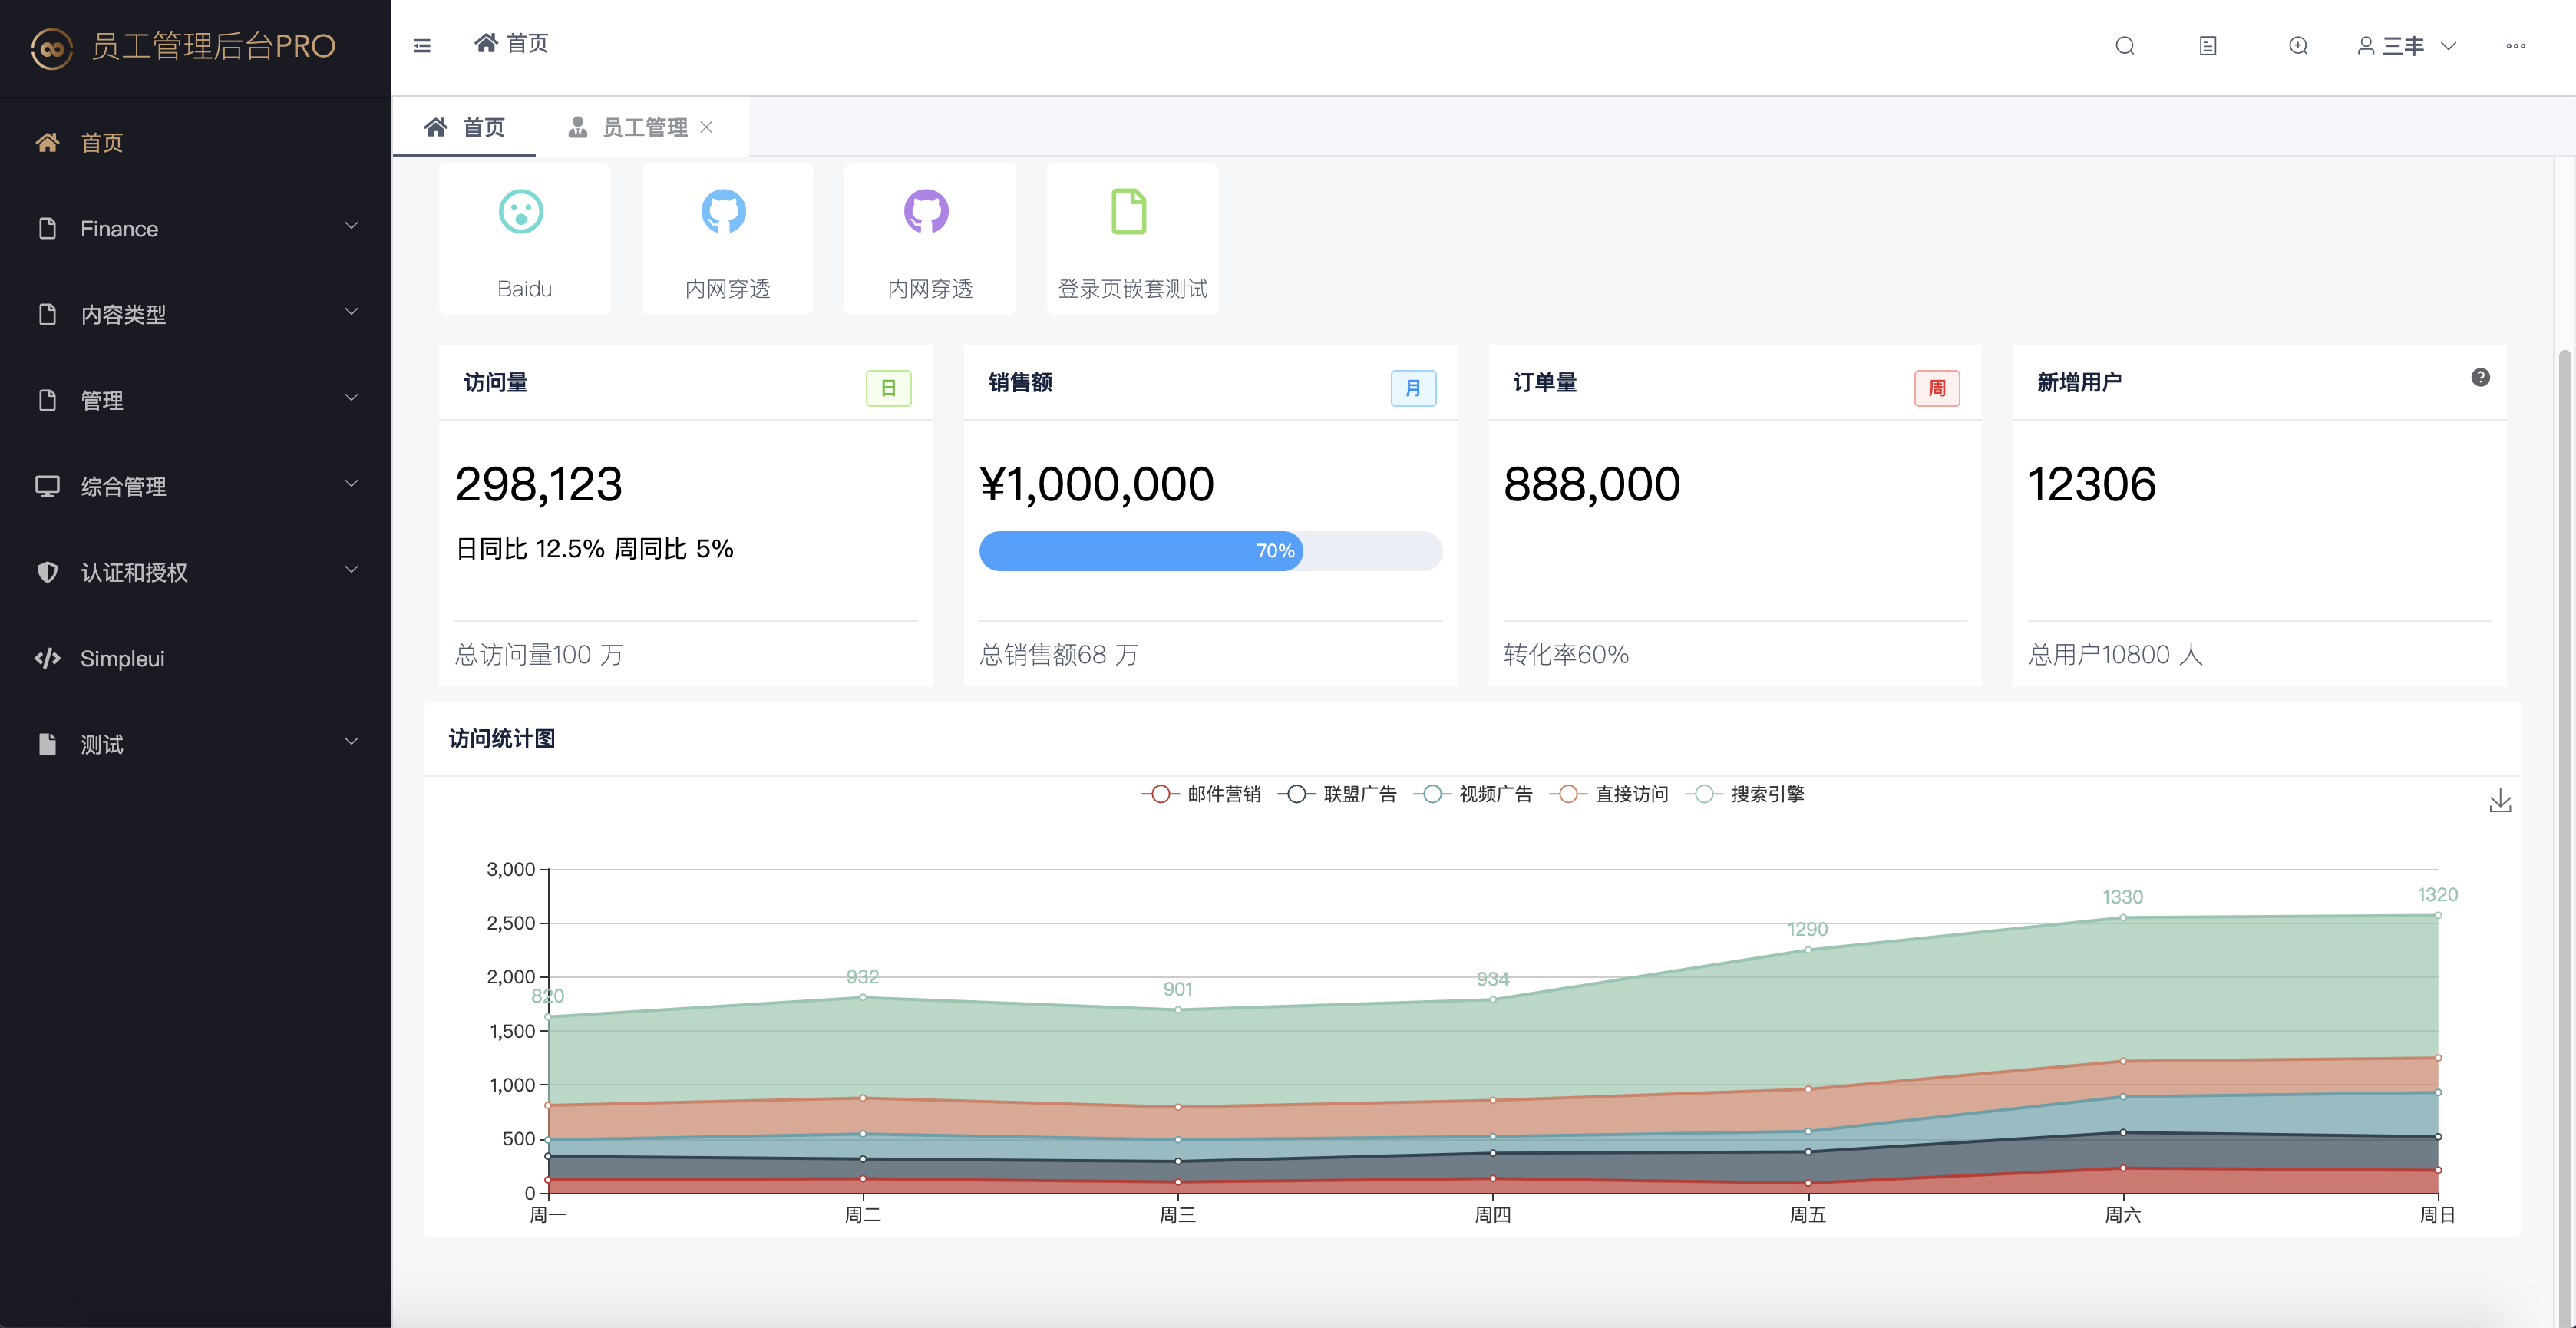 员工管理后台PRO
首页
三丰
首页
Finance
内容类型
管理
综合管理
认证和授权
Simpleui
测试
首页
员工管理
Baidu
内网穿透
内网穿透
登录页嵌套测试
访问量
日
298,123
日同比 12.5% 周同比 5%
总访问量100 万
销售额
月
¥1,000,000
70%
总销售额68 万
订单量
周
888,000
转化率60%
新增用户
12306
总用户10800 人
访问统计图
邮件营销 联盟广告 视频广告 直接访问 搜索引擎
3,000
2,500
2,000
1,500
1,000
500
0
820
932
901
934
1290
1330
1320
周一 周二 周三 周四 周五 周六 周日